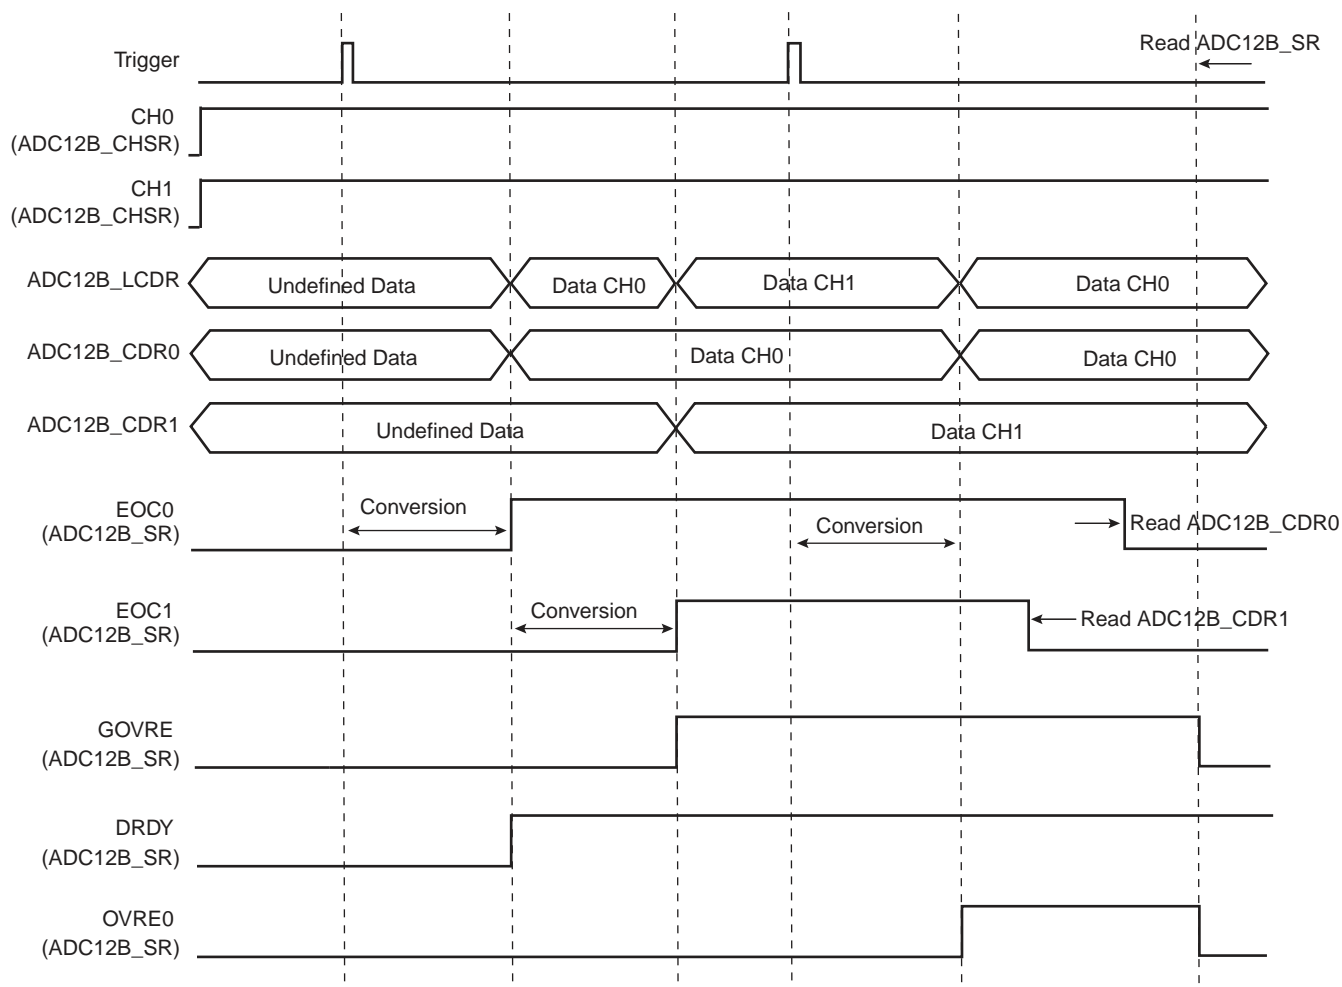 Read ADC12B_SR
Trigger
CH0
(ADC12B_CHSR)
CH1
(ADC12B_CHSR)
ADC12B_LCDR
Undefined Data
Data CH0
Data CH1
Data CH0
ADC12B_CDR0
Undefined Data
Data CH0
Data CH0
ADC12B_CDR1
Undefined Data
Data CH1
EOC0
(ADC12B_SR)
Conversion
Conversion
Read ADC12B_CDR0
EOC1
(ADC12B_SR)
Conversion
Read ADC12B_CDR1
GOVRE
(ADC12B_SR)
DRDY
(ADC12B_SR)
OVRE0
(ADC12B_SR)